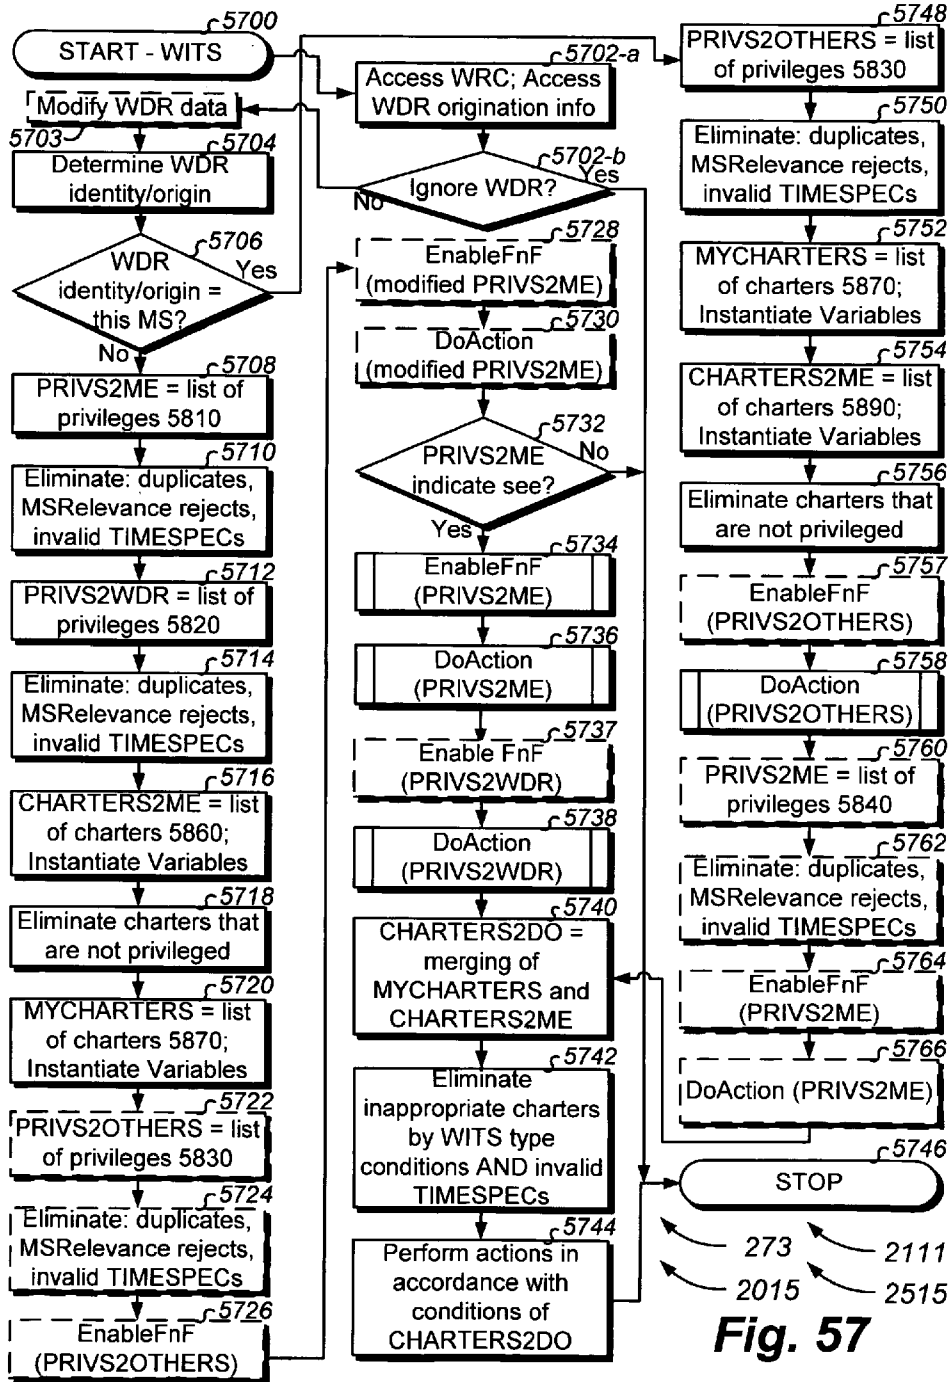 5700
START - WITS
Modify WDR data
5703
5704
Determine WDR
identity/origin
5706
WDR
identity/origin =
this MS?
Yes
No
5708
PRIVS2ME = list of
privileges 5810
5710
Eliminate: duplicates,
MSRelevance rejects,
invalid TIMESPECs
5712
PRIVS2WDR = list of
privileges 5820
5714
Eliminate: duplicates,
MSRelevance rejects,
invalid TIMESPECs
5716
CHARTERS2ME = list
of charters 5860;
Instantiate Variables
5718
Eliminate charters that
are not privileged
5720
MYCHARTERS = list
of charters 5870;
Instantiate Variables
5722
PRIVS2OTHERS = list
of privileges 5830
5724
Eliminate: duplicates,
MSRelevance rejects,
invalid TIMESPECs
5726
EnableFnF
(PRIVS2OTHERS)
5702-a
Access WRC; Access
WDR origination info
5702-b
Ignore WDR?
Yes
No
5728
EnableFnF
(modified PRIVS2ME)
5730
DoAction
(modified PRIVS2ME)
5732
PRIVS2ME
indicate see?
No
Yes
5734
EnableFnF
(PRIVS2ME)
5736
DoAction
(PRIVS2ME)
5737
Enable FnF
(PRIVS2WDR)
5738
DoAction
(PRIVS2WDR)
5740
CHARTERS2DO =
merging of
MYCHARTERS and
CHARTERS2ME
5742
Eliminate
inappropriate charters
by WITS type
conditions AND invalid
TIMESPECs
5744
Perform actions in
accordance with
conditions of
CHARTERS2DO
5748
PRIVS2OTHERS = list
of privileges 5830
5750
Eliminate: duplicates,
MSRelevance rejects,
invalid TIMESPECs
5752
MYCHARTERS = list
of charters 5870;
Instantiate Variables
5754
CHARTERS2ME = list
of charters 5890;
Instantiate Variables
5756
Eliminate charters that
are not privileged
5757
EnableFnF
(PRIVS2OTHERS)
5758
DoAction
(PRIVS2OTHERS)
5760
PRIVS2ME = list of
privileges 5840
5762
Eliminate: duplicates,
MSRelevance rejects,
invalid TIMESPECs
5764
EnableFnF
(PRIVS2ME)
5766
DoAction (PRIVS2ME)
5746
STOP
273
2111
2015
2515
Fig. 57